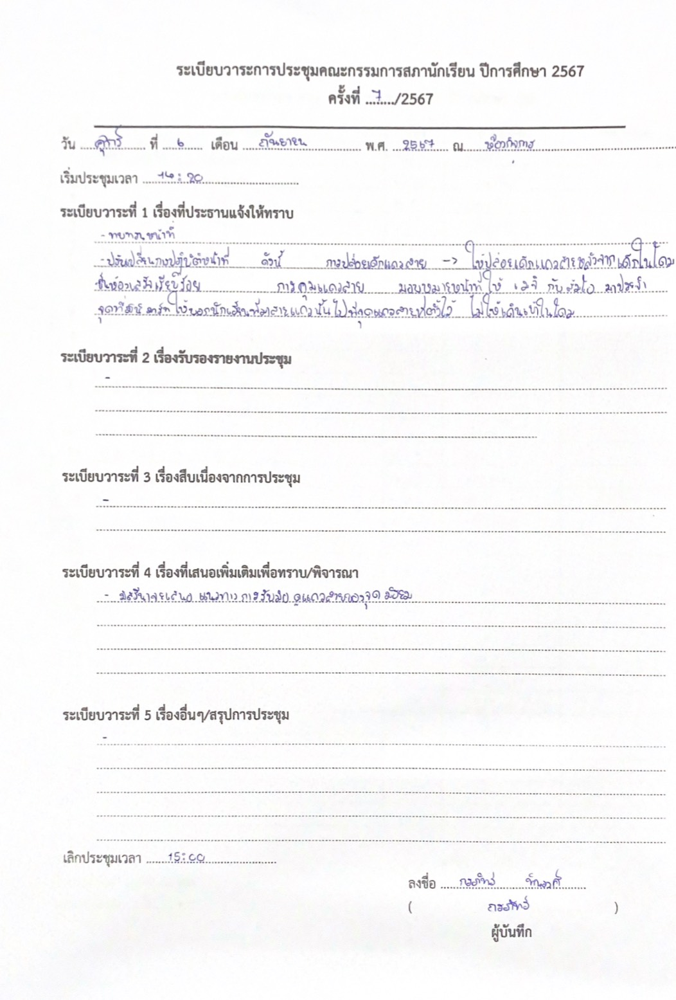 ระเบียบวาระการประชุมคณะกรรมการสภานักเรียน ปีการศึกษา 2567
ครั้งที่ ...7.../2567
วัน ศุกร์ ที่ 6 เดือน กันยายน พ.ศ. 2567 ณ ห้องกิจการ
เริ่มประชุมเวลา 14:20
ระเบียบวาระที่ 1 เรื่องที่ประธานแจ้งให้ทราบ
- ทบทวนหน้าที่
- ปรับเปลี่ยนการปฏิบัติหน้าที่ ดังนี้ การปล่อยเด็กแถวสาย -> ให้ปล่อยเด็กแถวสายหลังจากเด็กในโดม
ขึ้นห้องเสร็จเรียบร้อย การคุมแถวสาย มอบหมายหน้าที่ให้ กับ มาประจำ
จุดที่ ให้บอกนักเรียนที่มาสายแถวนั้นไปที่จุดแถวสายที่ตั้งไว้ ไม่ให้เดินเข้าในโดม
ระเบียบวาระที่ 2 เรื่องรับรองรายงานประชุม
-
ระเบียบวาระที่ 3 เรื่องสืบเนื่องจากการประชุม
-
ระเบียบวาระที่ 4 เรื่องที่เสนอเพิ่มเติมเพื่อทราบ/พิจารณา
- เสนอ แนวทางการรับมือ ดูแถวสายของจุด มัธยม
ระเบียบวาระที่ 5 เรื่องอื่นๆ/สรุปการประชุม
-
เลิกประชุมเวลา 15:00
ลงชื่อ
( )
ผู้บันทึก